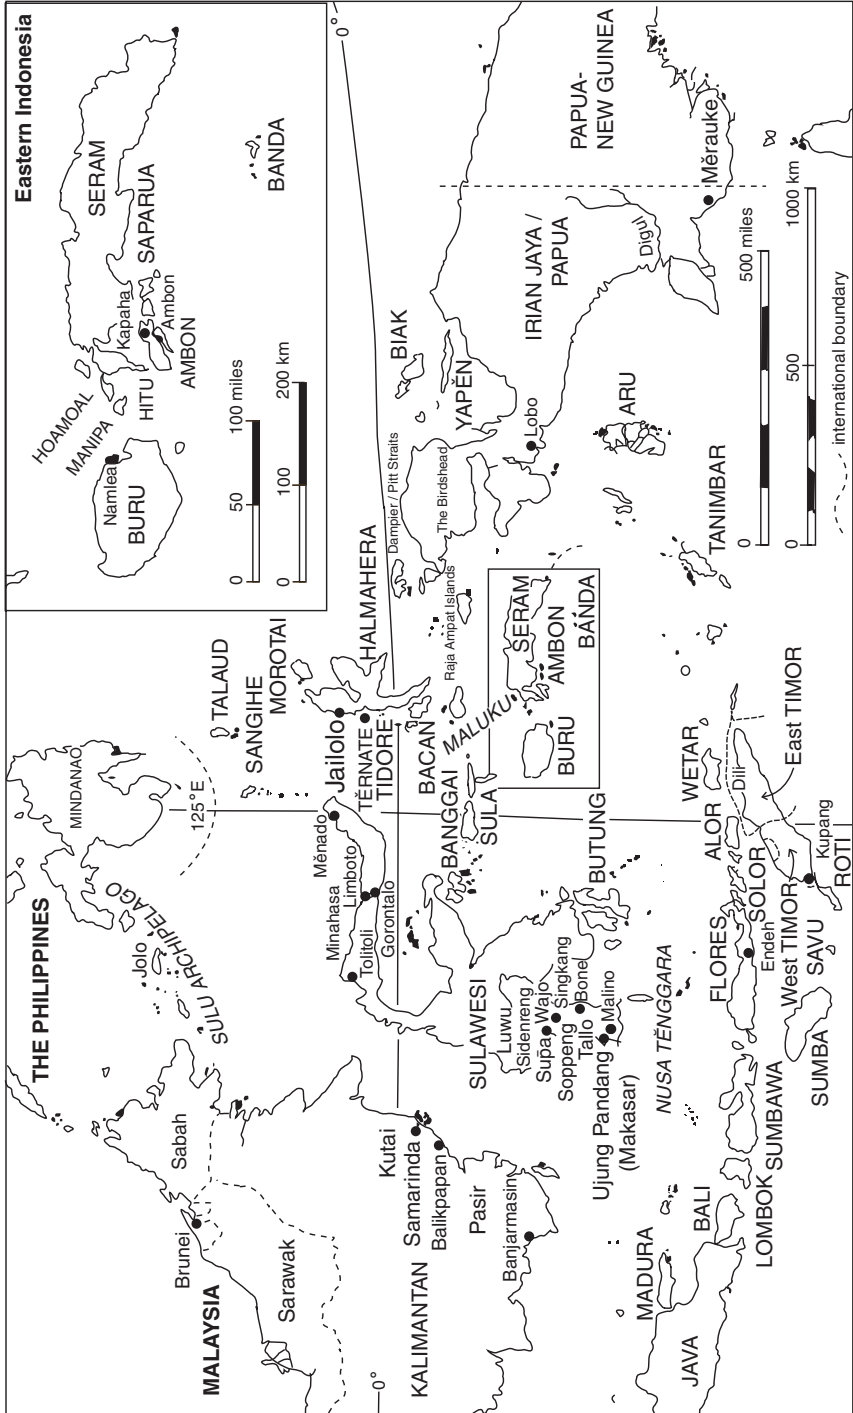 Eastern Indonesia
SERAM
SAPARUA
HOAMOAL
MANIPA
Kapaha
Ambon
HITU
AMBON
Namlea
BURU
BANDA
0
50
100 miles
0
100
200 km
THE PHILIPPINES
MINDANAO
SULU ARCHIPELAGO
Jolo
125°E
TALAUD
SANGIHE
MOROTAI
Sabah
Brunei
MALAYSIA
Sarawak
0°
0°
Mĕnado
Minahasa
Limboto
Tolitoli
Gorontalo
Jailolo
TĔRNATE
TIDORE
HALMAHERA
BACAN
Dampier / Pitt Straits
Raja Ampat Islands
The Birdshead
BIAK
YAPĔN
PAPUA-
NEW GUINEA
IRIAN JAYA /
PAPUA
Digul
Mĕrauke
Lobo
ARU
TANIMBAR
MALUKU
BANGGAI
SULA
BURU
SERAM
AMBON
BANDA
KALIMANTAN
Kutai
Samarinda
Balikpapan
Pasir
Banjarmasin
SULAWESI
Luwu
Sidenreng
Supa
Wajo
Soppeng
Singkang
Bone
Tallo
Malino
Ujung Pandang
(Makasar)
BUTUNG
NUSA TĔNGGARA
MADURA
JAVA
BALI
LOMBOK
SUMBAWA
SUMBA
FLORES
Endeh
SOLOR
ALOR
WETAR
Dili
East TIMOR
West TIMOR
SAVU
Kupang
ROTI
0
500 miles
0
500
1000 km
international boundary